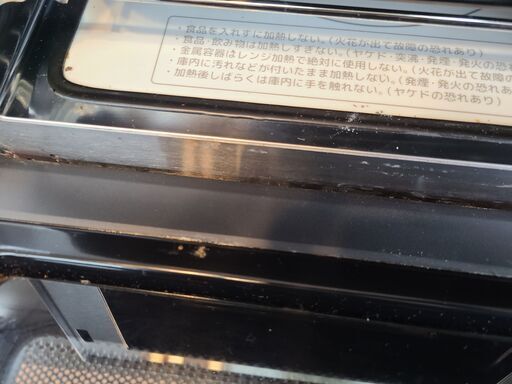 ・食品を入れずに加熱しない。(火花が出て故障の恐れあり)
・食品・飲み物は加熱しすぎない。(ヤケド・突沸・発煙・発火の恐れ
・金属容器はレンジ加熱で絶対に使用しない。(火花が出て故障の
・庫内に汚れなどが付いたまま加熱しない。(発煙・発火の恐れあ
・加熱後しばらくは庫内に手を触れない。(ヤケドの恐れあり)